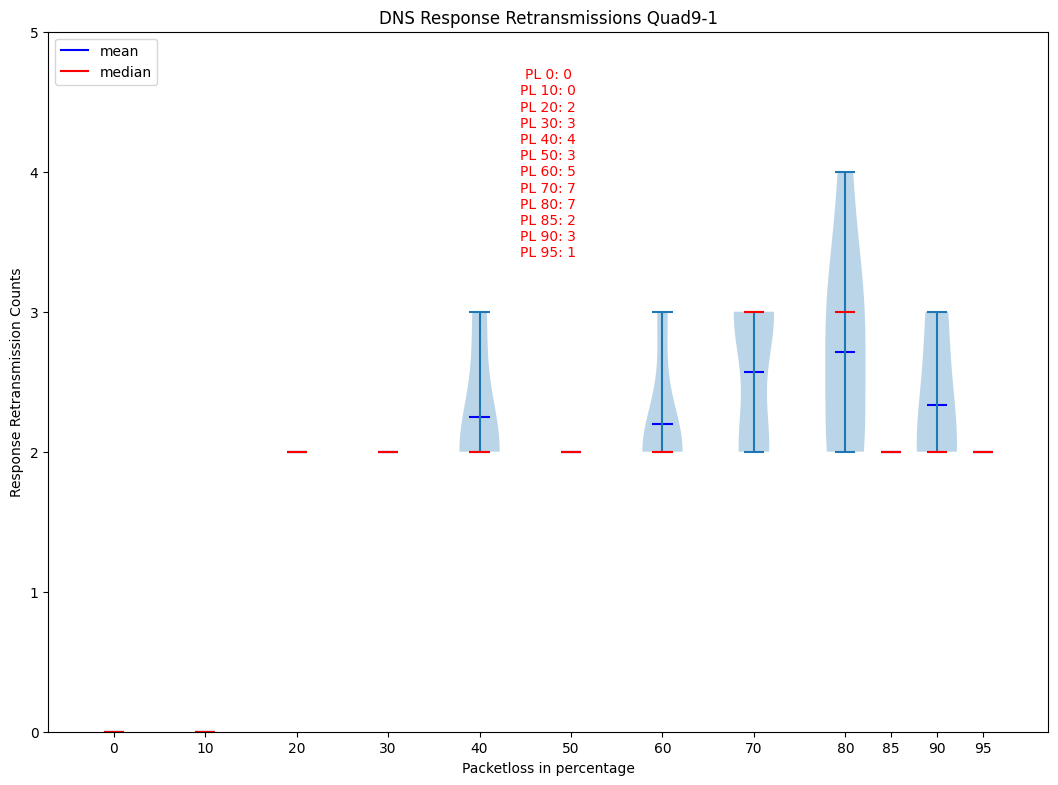 DNS Response Retransmissions Quad9-1
mean
median
PL 0: 0
PL 10: 0
PL 20: 2
PL 30: 3
PL 40: 4
PL 50: 3
PL 60: 5
PL 70: 7
PL 80: 7
PL 85: 2
PL 90: 3
PL 95: 1
Response Retransmission Counts
5
4
3
2
1
0
0 10 20 30 40 50 60 70 80 85 90 95
Packetloss in percentage